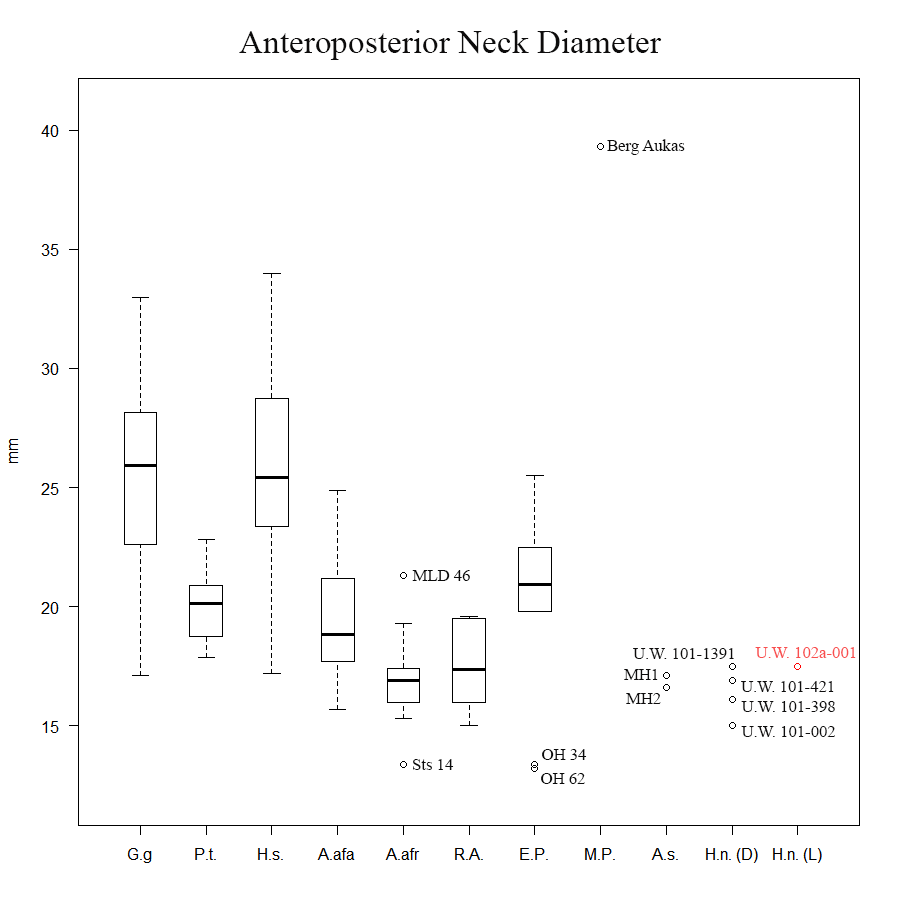 Anteroposterior Neck Diameter
40
Berg Aukas
35
30
mm
25
MLD 46
20
U.W. 101-1391
U.W. 102a-001
MH1
U.W. 101-421
MH2
U.W. 101-398
15
U.W. 101-002
OH 34
Sts 14
OH 62
G.g
P.t.
H.s.
A.afa
A.afr
R.A.
E.P.
M.P.
A.s.
H.n. (D)
H.n. (L)